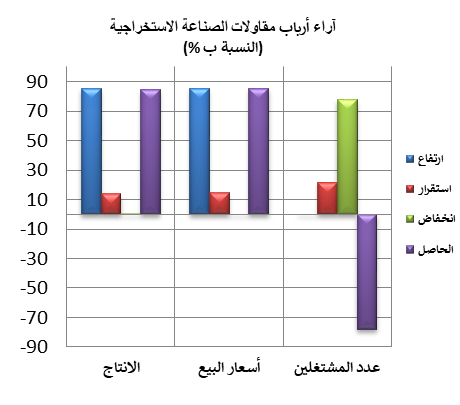 آراء أرباب مقاولات الصناعة الاستخراجية
(النسبة ب %)
90
70
50
30
10
-10
-30
-50
-70
-90
ارتفاع
استقرار
انخفاض
الحاصل
الانتاج
أسعار البيع
عدد المشتغلين